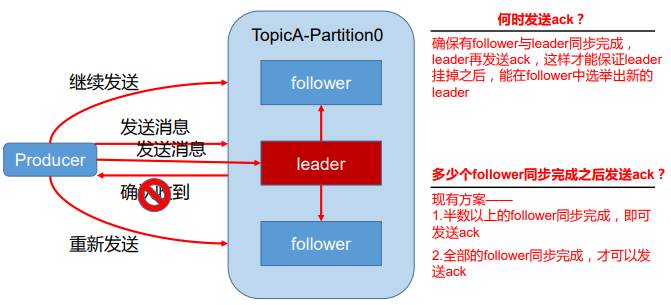 TopicA-Partition0
继续发送
follower
发送消息
发送消息
Producer
leader
确认收到
重新发送
follower
何时发送ack？
确保有follower与leader同步完成，
leader再发送ack，这样才能保证leader
挂掉之后，能在follower中选举出新的
leader
多少个follower同步完成之后发送ack？
现有方案——
1.半数以上的follower同步完成，即可
发送ack
2.全部的follower同步完成，才可以发
送ack